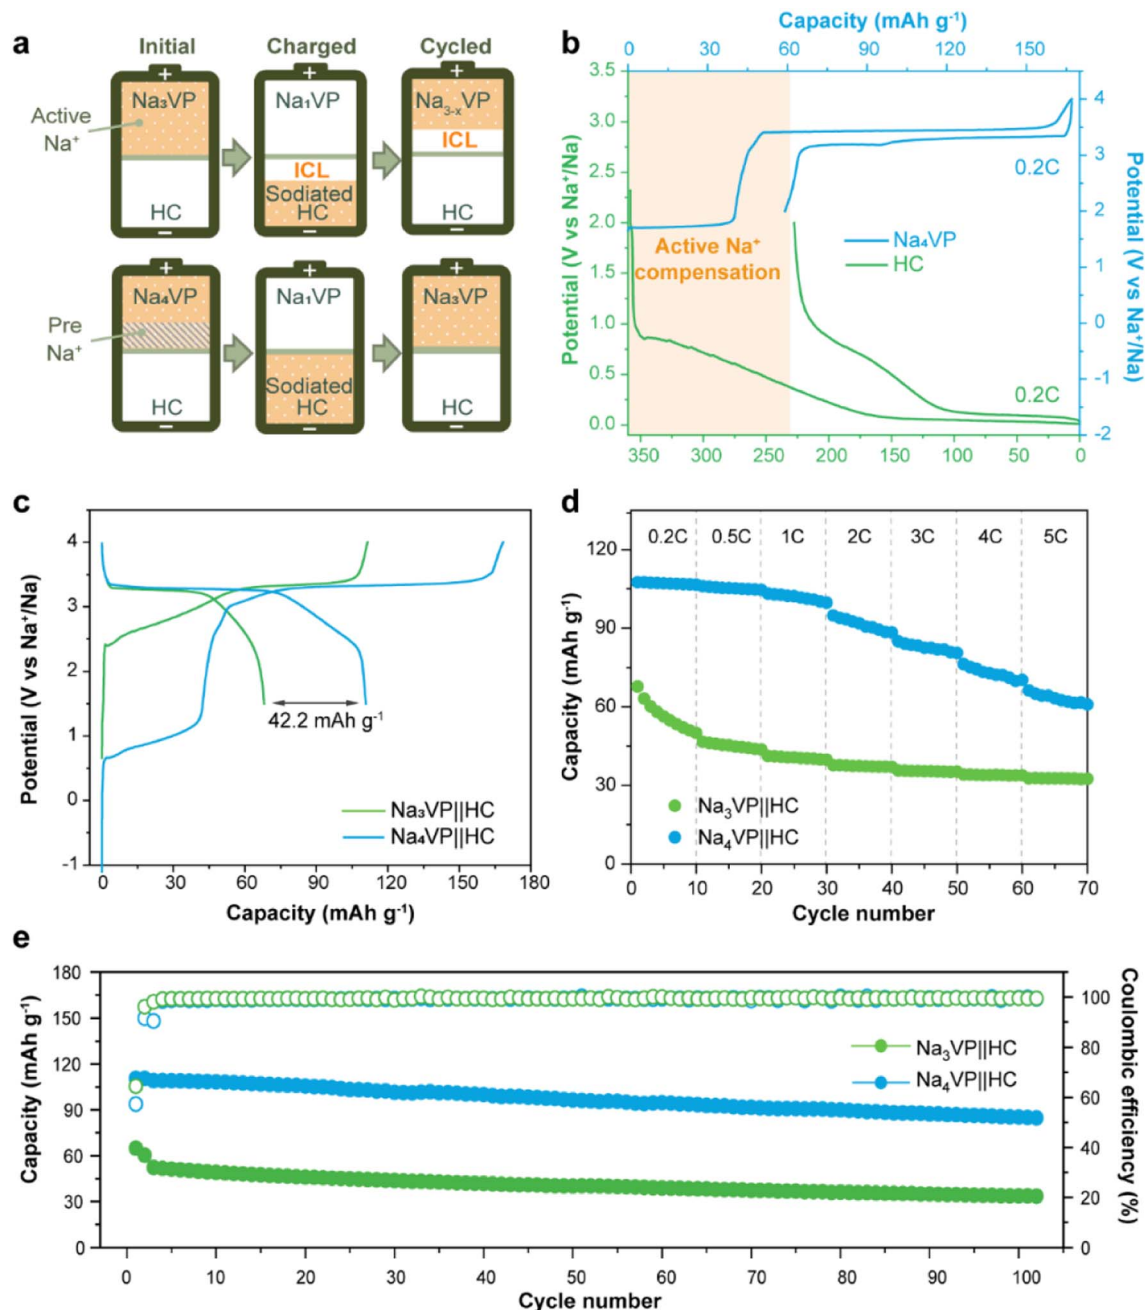 a
Initial
Charged
Cycled
Active
Na⁺
+
Na₃VP
HC
−
+
Na₁VP
ICL
Sodiated
HC
−
+
Na₃₋ₓVP
ICL
HC
−
Pre
Na⁺
+
Na₄VP
HC
−
+
Na₁VP
Sodiated
HC
−
+
Na₃VP
HC
−
b
Capacity (mAh g⁻¹)
0 30 60 90 120 150
Potential (V vs Na⁺/Na)
3.5
3.0
2.5
2.0
1.5
1.0
0.5
0.0
4
3
2
1
0
-1
-2
Potential (V vs Na⁺/Na)
0.2C
Active Na⁺
compensation
Na₄VP
HC
0.2C
350 300 250 200 150 100 50 0
c
Potential (V vs Na⁺/Na)
4
3
2
1
0
-1
42.2 mAh g⁻¹
Na₃VP||HC
Na₄VP||HC
0 30 60 90 120 150 180
Capacity (mAh g⁻¹)
d
Capacity (mAh g⁻¹)
120
90
60
30
0
0.2C 0.5C 1C 2C 3C 4C 5C
Na₃VP||HC
Na₄VP||HC
0 10 20 30 40 50 60 70
Cycle number
e
Capacity (mAh g⁻¹)
180
150
120
90
60
30
0
Na₃VP||HC
Na₄VP||HC
100
80
60
40
20
0
Coulombic efficiency (%)
0 10 20 30 40 50 60 70 80 90 100
Cycle number